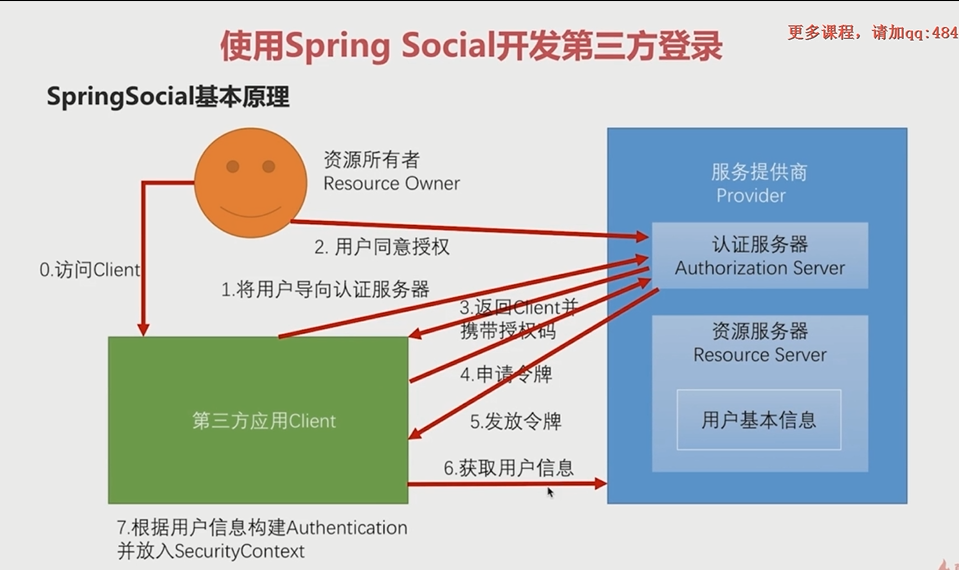 更多课程，请加qq:484
使用Spring Social开发第三方登录
SpringSocial基本原理
资源所有者
Resource Owner
服务提供商
Provider
2. 用户同意授权
认证服务器
Authorization Server
0.访问Client
1.将用户导向认证服务器
3.返回Client并
携带授权码
资源服务器
Resource Server
4.申请令牌
第三方应用Client
5.发放令牌
用户基本信息
6.获取用户信息
7.根据用户信息构建Authentication
并放入SecurityContext